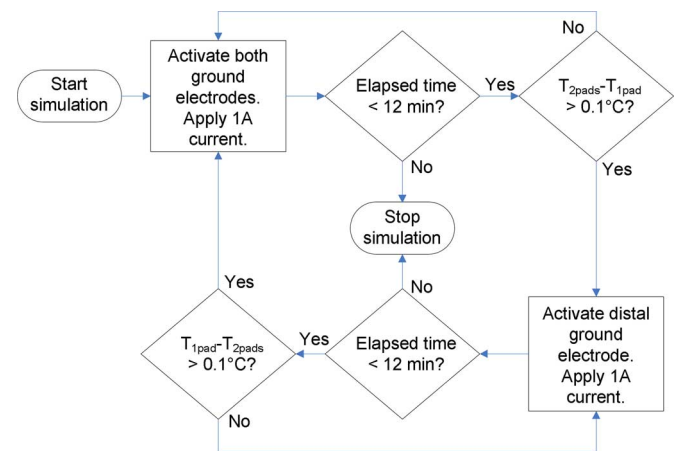 No
Start
simulation
Activate both
ground
electrodes.
Apply 1A
current.
Elapsed time
< 12 min?
Yes
T2pads-T1pad
> 0.1°C?
No
Yes
Stop
simulation
Yes
No
T1pad-T2pads
> 0.1°C?
Yes
Elapsed time
< 12 min?
Activate distal
ground
electrode.
Apply 1A
current.
No